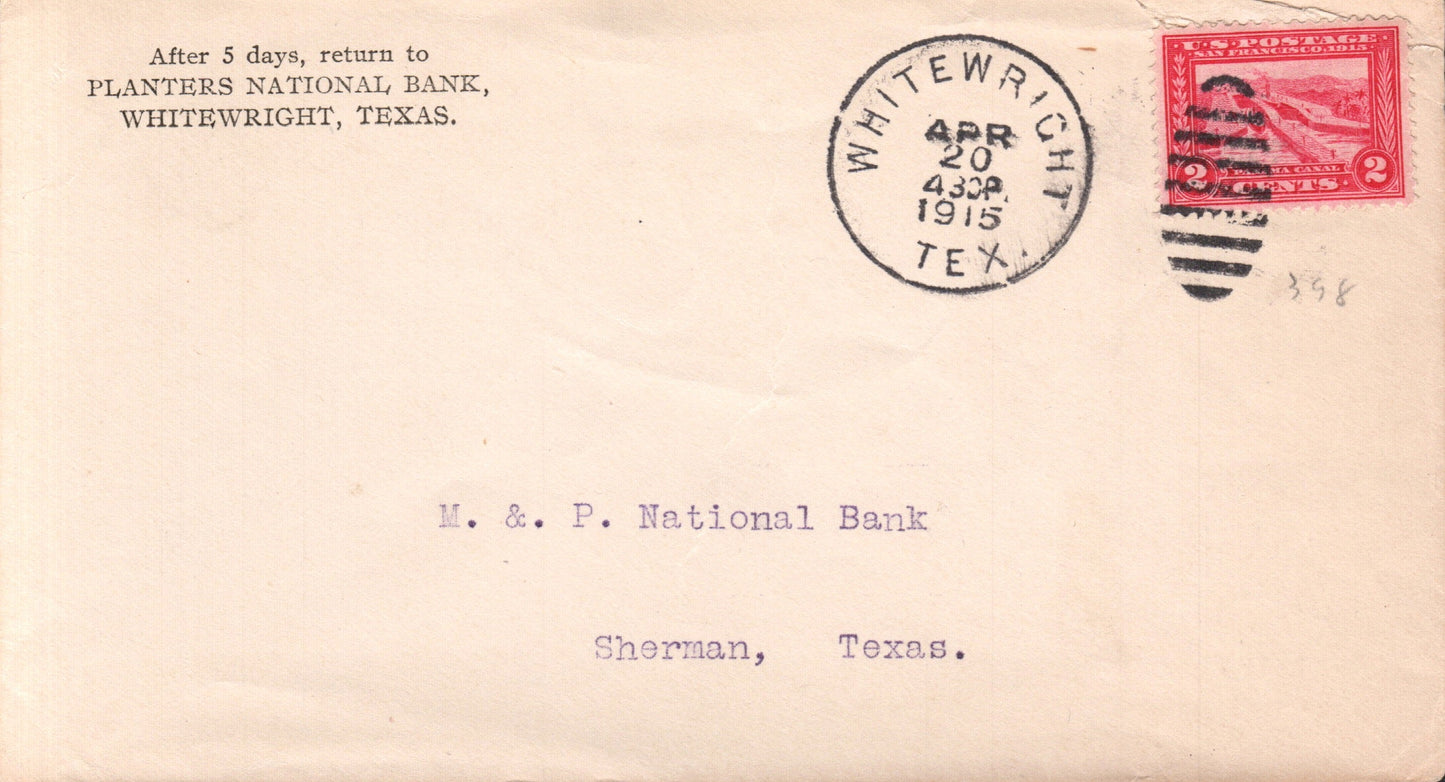 After 5 days, return to
PLANTERS NATIONAL BANK,
WHITEWRIGHT, TEXAS.
WHITEWRIGHT
APR
20
430P.
1915
TEX.
U.S. POSTAGE
SAN FRANCISCO, 1915
PANAMA CANAL
2 CENTS 2
398
M. &. P. National Bank
Sherman, Texas.